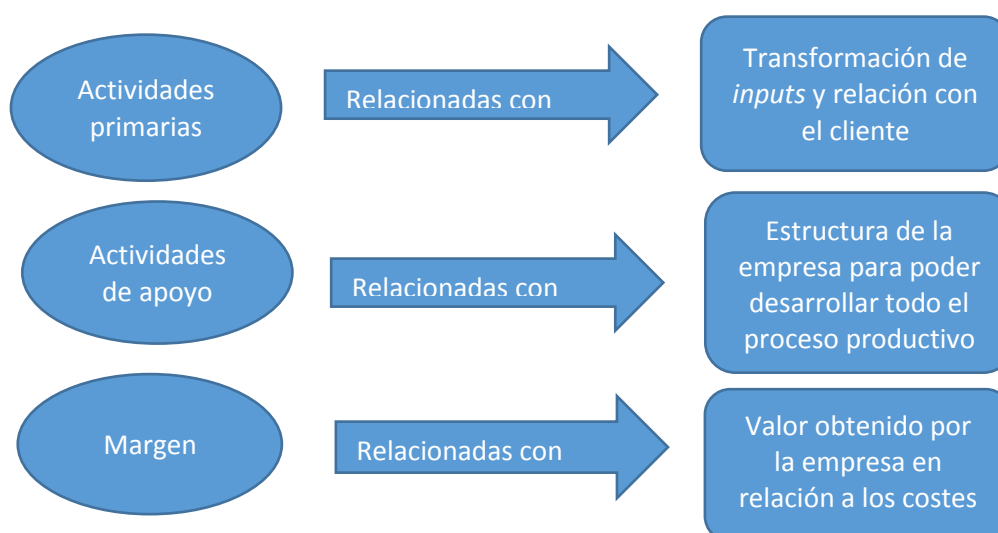 Actividades
primarias
Relacionadas con
Transformación de
inputs y relación con
el cliente
Actividades
de apoyo
Relacionadas con
Estructura de la
empresa para poder
desarrollar todo el
proceso productivo
Margen
Relacionadas con
Valor obtenido por
la empresa en
relación a los costes